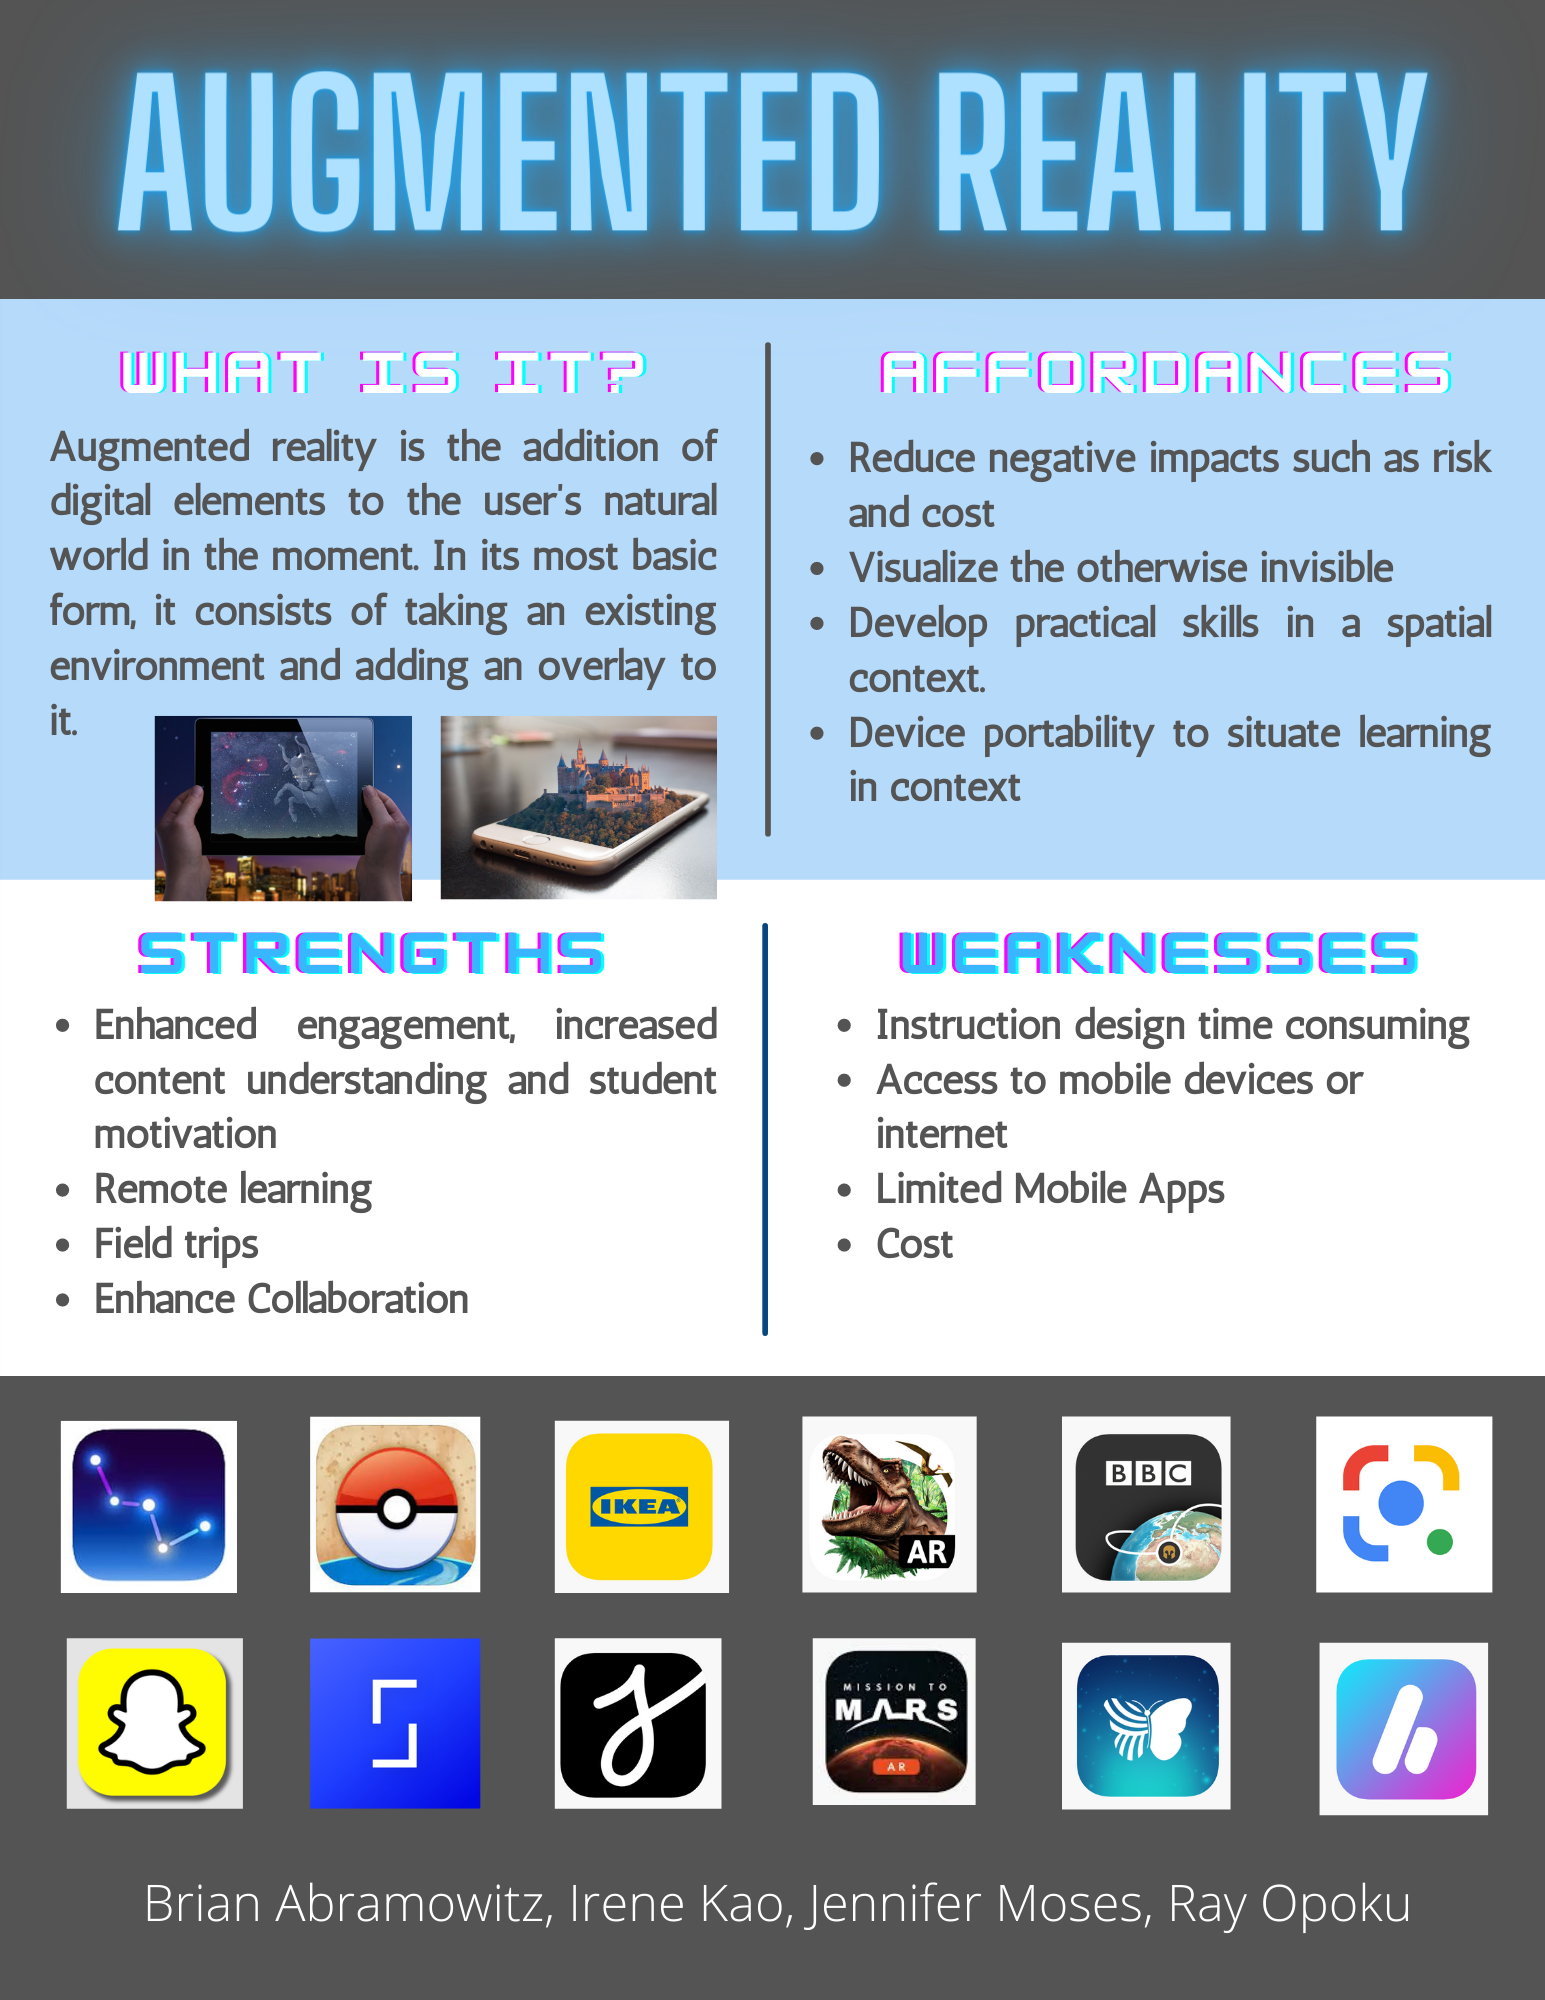 AUGMENTED REALITY
WHAT IS IT?
Augmented reality is the addition of
digital elements to the user's natural
world in the moment. In its most basic
form, it consists of taking an existing
environment and adding an overlay to
it.
AFFORDANCES
Reduce negative impacts such as risk
and cost
Visualize the otherwise invisible
Develop practical skills in a spatial
context.
Device portability to situate learning
in context
STRENGTHS
Enhanced engagement, increased
content understanding and student
motivation
Remote learning
Field trips
Enhance Collaboration
WEAKNESSES
Instruction design time consuming
Access to mobile devices or
internet
Limited Mobile Apps
Cost
IKEA
AR
BBC
MISSION TO
MARS
AR
Brian Abramowitz, Irene Kao, Jennifer Moses, Ray Opoku